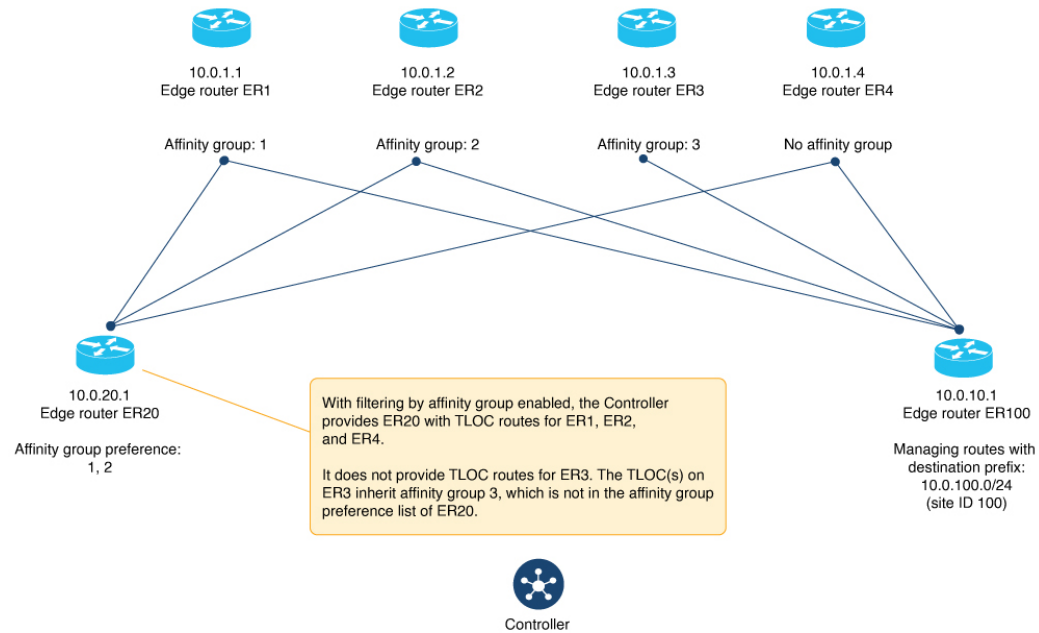 10.0.1.1
Edge router ER1
10.0.1.2
Edge router ER2
10.0.1.3
Edge router ER3
10.0.1.4
Edge router ER4
Affinity group: 1
Affinity group: 2
Affinity group: 3
No affinity group
10.0.20.1
Edge router ER20
Affinity group preference:
1, 2
With filtering by affinity group enabled, the Controller
provides ER20 with TLOC routes for ER1, ER2,
and ER4.
It does not provide TLOC routes for ER3. The TLOC(s) on
ER3 inherit affinity group 3, which is not in the affinity group
preference list of ER20.
10.0.10.1
Edge router ER100
Managing routes with
destination prefix:
10.0.100.0/24
(site ID 100)
Controller